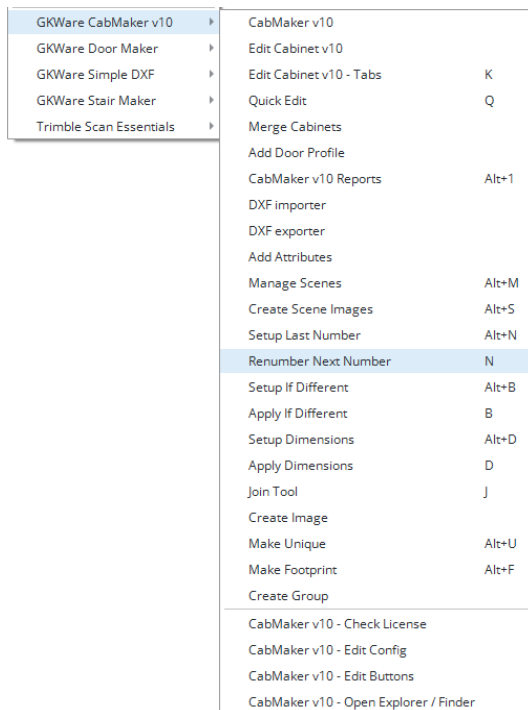 GKWare CabMaker v10
GKWare Door Maker
GKWare Simple DXF
GKWare Stair Maker
Trimble Scan Essentials
CabMaker v10
Edit Cabinet v10
Edit Cabinet v10 - Tabs K
Quick Edit Q
Merge Cabinets
Add Door Profile
CabMaker v10 Reports Alt+1
DXF importer
DXF exporter
Add Attributes
Manage Scenes Alt+M
Create Scene Images Alt+S
Setup Last Number Alt+N
Renumber Next Number N
Setup If Different Alt+B
Apply If Different B
Setup Dimensions Alt+D
Apply Dimensions D
Join Tool J
Create Image
Make Unique Alt+U
Make Footprint Alt+F
Create Group
CabMaker v10 - Check License
CabMaker v10 - Edit Config
CabMaker v10 - Edit Buttons
CabMaker v10 - Open Explorer / Finder